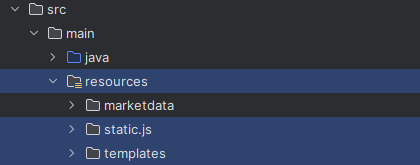 src
main
java
resources
marketdata
static.js
templates